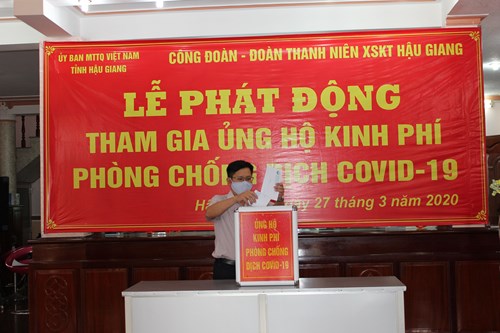 ỦY BAN MTTQ VIỆT NAM
TỈNH HẬU GIANG
CÔNG ĐOÀN - ĐOÀN THANH NIÊN XSKT HẬU GIANG
LỄ PHÁT ĐỘNG
THAM GIA ỦNG HỘ KINH PHÍ
PHÒNG CHỐNG DỊCH COVID-19
27 tháng 3 năm 2020
ỦNG HỘ
KINH PHÍ
PHÒNG CHỐNG
DỊCH COVID-19